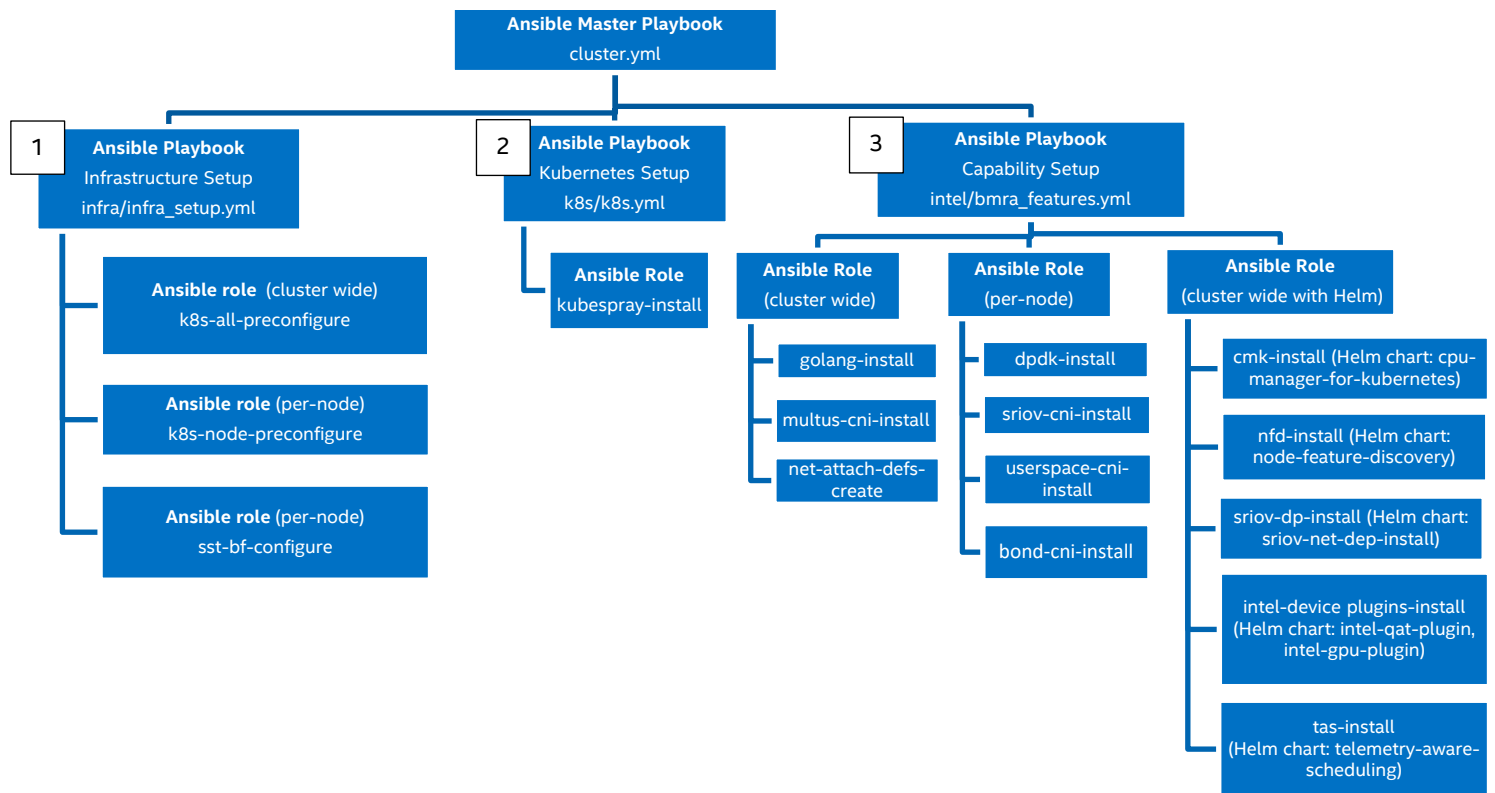 Ansible Master Playbook
cluster.yml
1
Ansible Playbook
Infrastructure Setup
infra/infra_setup.yml
Ansible role (cluster wide)
k8s-all-preconfigure
Ansible role (per-node)
k8s-node-preconfigure
Ansible role (per-node)
sst-bf-configure
2
Ansible Playbook
Kubernetes Setup
k8s/k8s.yml
Ansible Role
kubespray-install
3
Ansible Playbook
Capability Setup
intel/bmra_features.yml
Ansible Role
(cluster wide)
golang-install
multus-cni-install
net-attach-defs-
create
Ansible Role
(per-node)
dpdk-install
sriov-cni-install
userspace-cni-
install
bond-cni-install
Ansible Role
(cluster wide with Helm)
cmk-install (Helm chart: cpu-
manager-for-kubernetes)
nfd-install (Helm chart:
node-feature-discovery)
sriov-dp-install (Helm chart:
sriov-net-dep-install)
intel-device plugins-install
(Helm chart: intel-qat-plugin,
intel-gpu-plugin)
tas-install
(Helm chart: telemetry-aware-
scheduling)